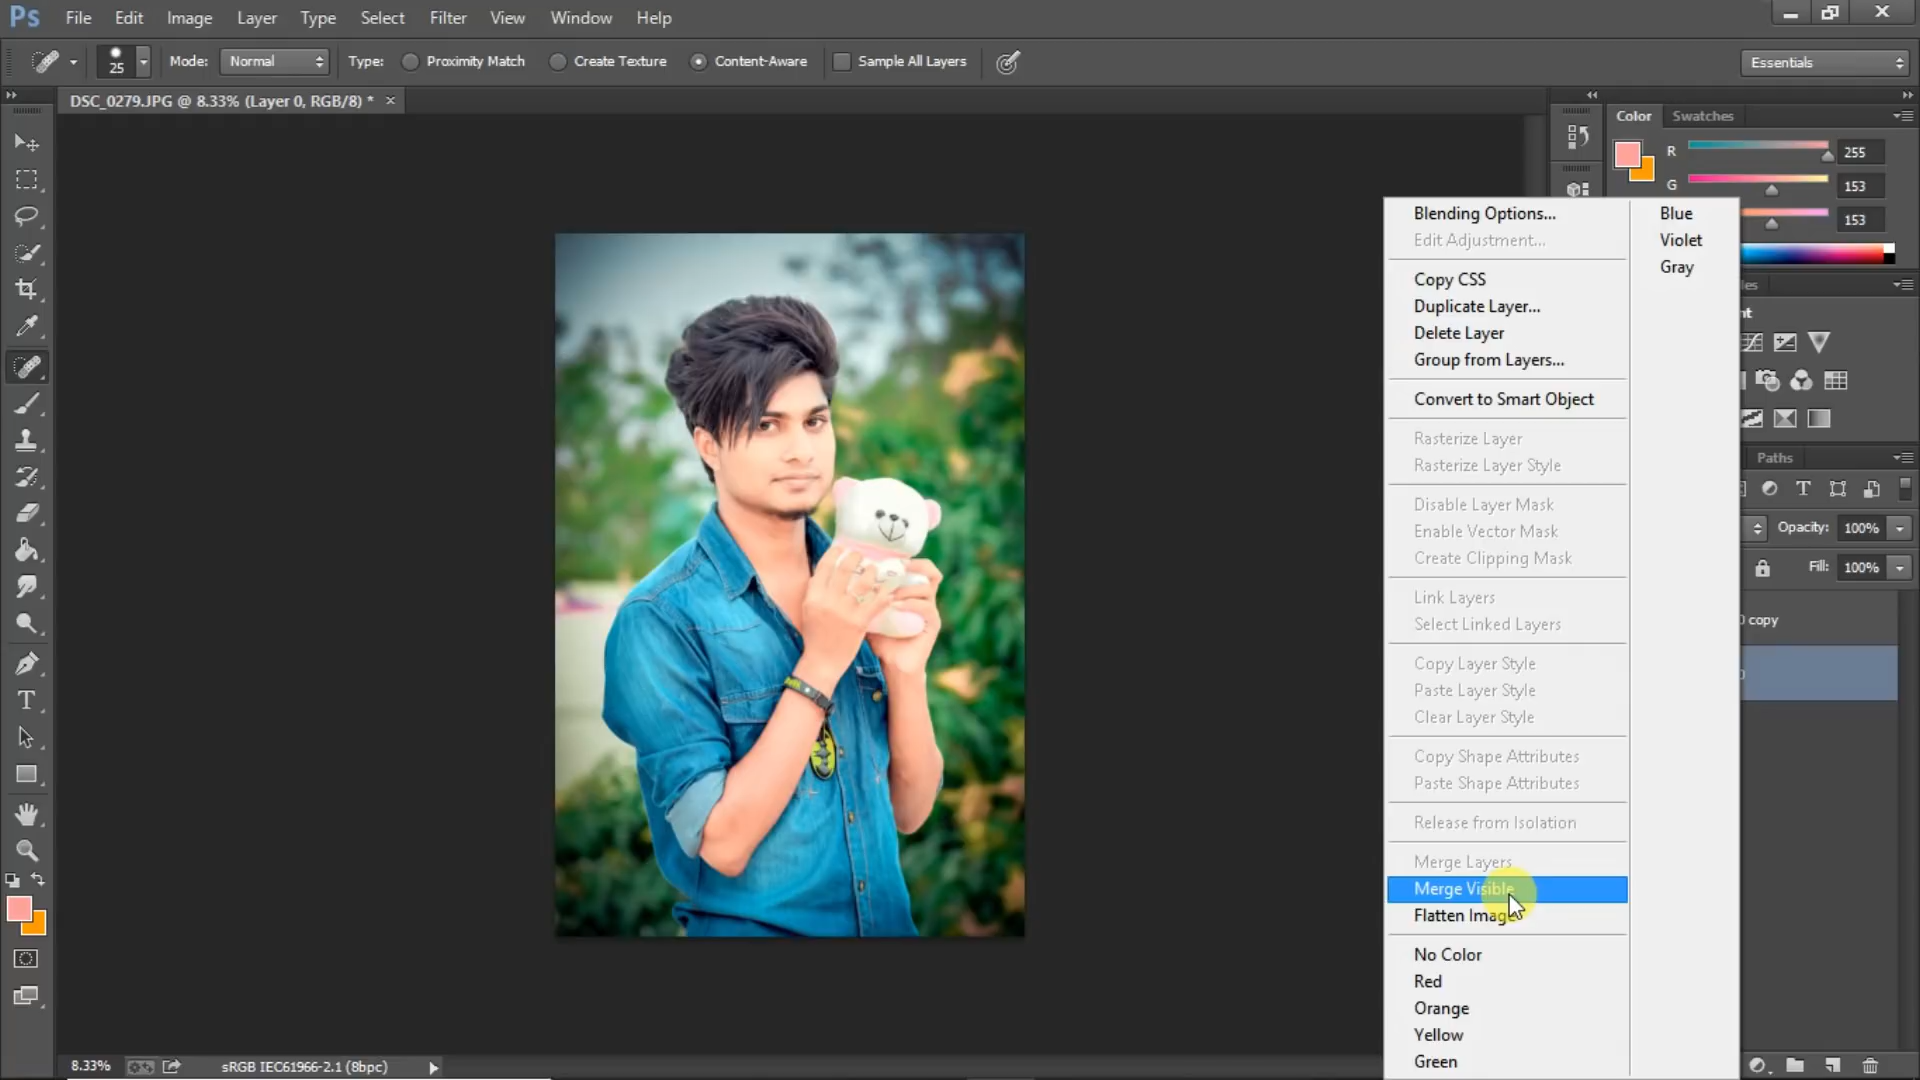 Ps File Edit Image Layer Type Select Filter View Window Help
25 Mode: Normal Type: Proximity Match Create Texture Content-Aware Sample All Layers Essentials
DSC_0279.JPG @ 8.33% (Layer 0, RGB/8) *
Color Swatches
R 255
G 153
153
Blending Options...
Edit Adjustment...
Copy CSS
Duplicate Layer...
Delete Layer
Group from Layers...
Convert to Smart Object
Rasterize Layer
Rasterize Layer Style
Disable Layer Mask
Enable Vector Mask
Create Clipping Mask
Link Layers
Select Linked Layers
Copy Layer Style
Paste Layer Style
Clear Layer Style
Copy Shape Attributes
Paste Shape Attributes
Release from Isolation
Merge Layers
Merge Visible
Flatten Image
No Color
Red
Orange
Yellow
Green
Blue
Violet
Gray
Paths
Opacity: 100%
Fill: 100%
copy
8.33% sRGB IEC61966-2.1 (8bpc)